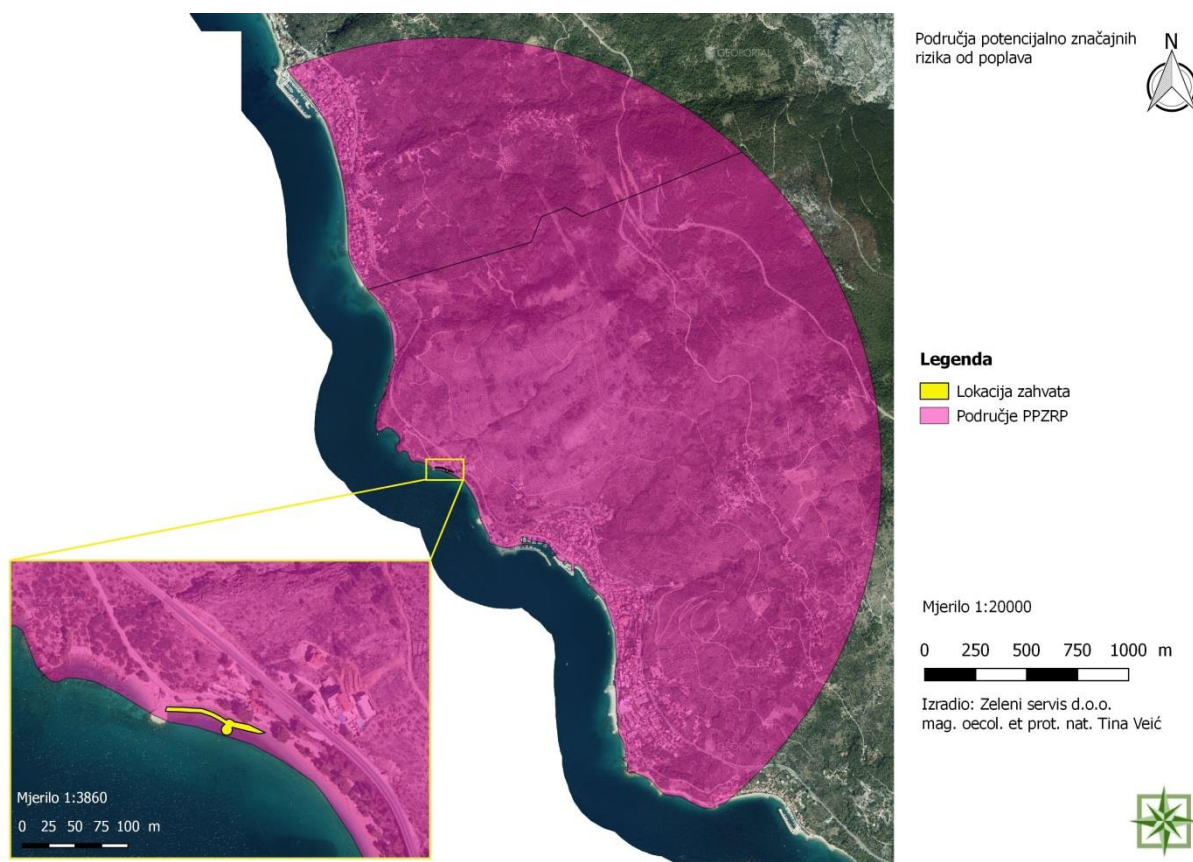 Područja potencijalno značajnih
rizika od poplava
N
GEOPORTAL
Legenda
Lokacija zahvata
Područje PPZRP
Mjerilo 1:20000
0 250 500 750 1000 m
Izradio: Zeleni servis d.o.o.
mag. oecol. et prot. nat. Tina Veić
Mjerilo 1:3860
0 25 50 75 100 m